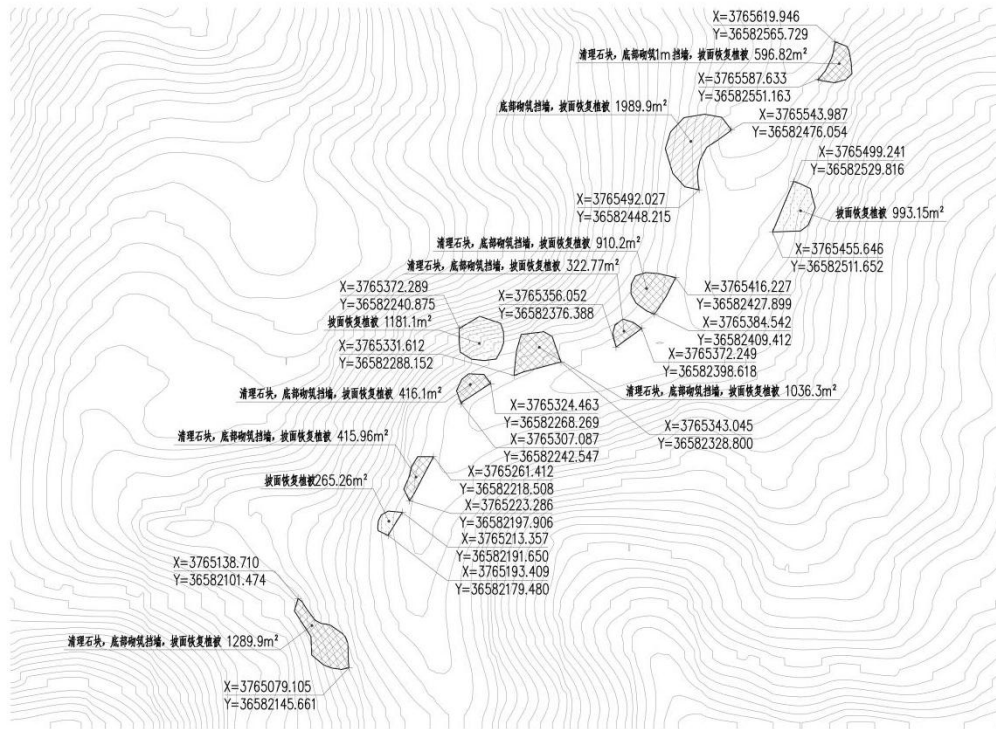 X=3765619.946
Y=36582565.729
清理石块，底部砌筑1m挡墙，坡面恢复植被 596.82m²
X=3765587.633
Y=36582551.163
底部砌筑挡墙，坡面恢复植被 1989.9m²
X=3765543.987
Y=36582476.054
X=3765499.241
Y=36582529.816
X=3765492.027
Y=36582448.215
坡面恢复植被 993.15m²
清理石块，底部砌筑挡墙，坡面恢复植被 910.2m²
X=3765455.646
Y=36582511.652
清理石块，底部砌筑挡墙，坡面恢复植被 322.77m²
X=3765372.289
Y=36582240.875
X=3765356.052
Y=36582376.388
X=3765416.227
Y=36582427.899
坡面恢复植被 1181.1m²
X=3765384.542
Y=36582409.412
X=3765331.612
Y=36582288.152
X=3765372.249
Y=36582398.618
清理石块，底部砌筑挡墙，坡面恢复植被 416.1m²
清理石块，底部砌筑挡墙，坡面恢复植被 1036.3m²
X=3765324.463
Y=36582268.269
X=3765343.045
Y=36582328.800
X=3765307.087
Y=36582242.547
清理石块，底部砌筑挡墙，坡面恢复植被 415.96m²
X=3765261.412
Y=36582218.508
坡面恢复植被265.26m²
X=3765223.286
Y=36582197.906
X=3765213.357
Y=36582191.650
X=3765193.409
Y=36582179.480
X=3765138.710
Y=36582101.474
清理石块，底部砌筑挡墙，坡面恢复植被 1289.9m²
X=3765079.105
Y=36582145.661